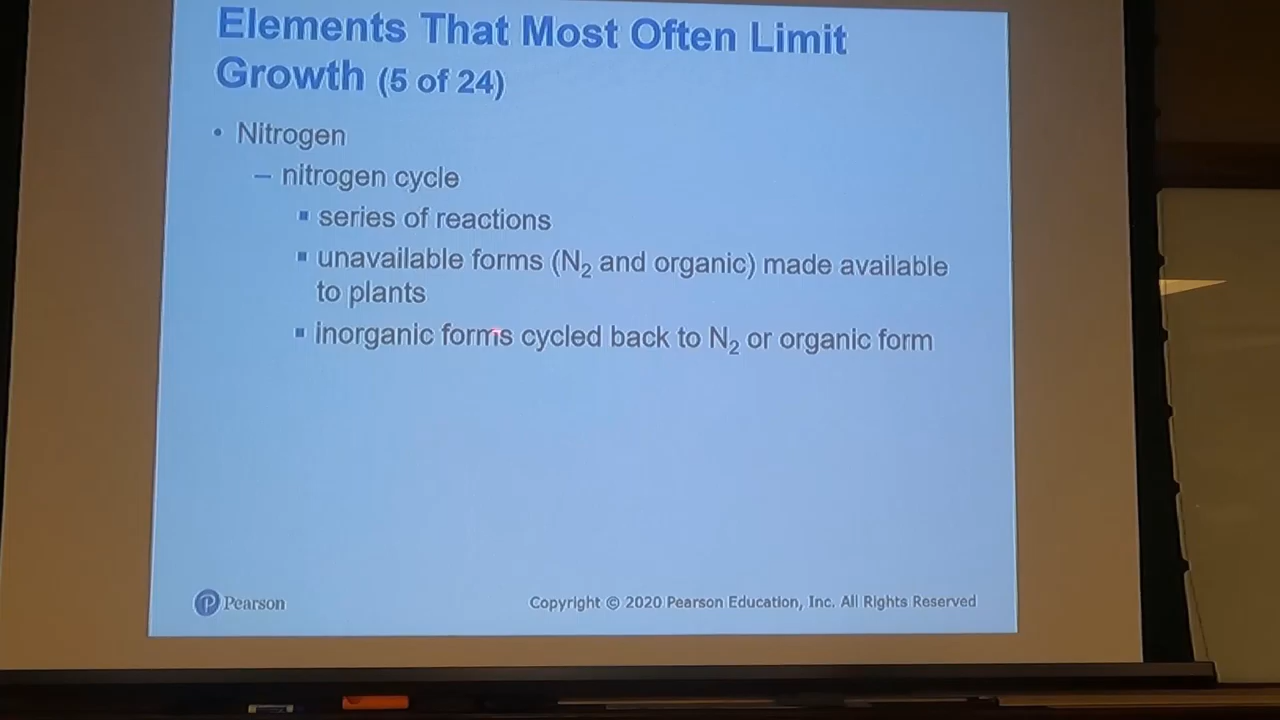 Elements That Most Often Limit
Growth (5 of 24)
• Nitrogen
– nitrogen cycle
▪ series of reactions
▪ unavailable forms (N₂ and organic) made available
to plants
▪ inorganic forms cycled back to N₂ or organic form
P Pearson
Copyright © 2020 Pearson Education, Inc. All Rights Reserved